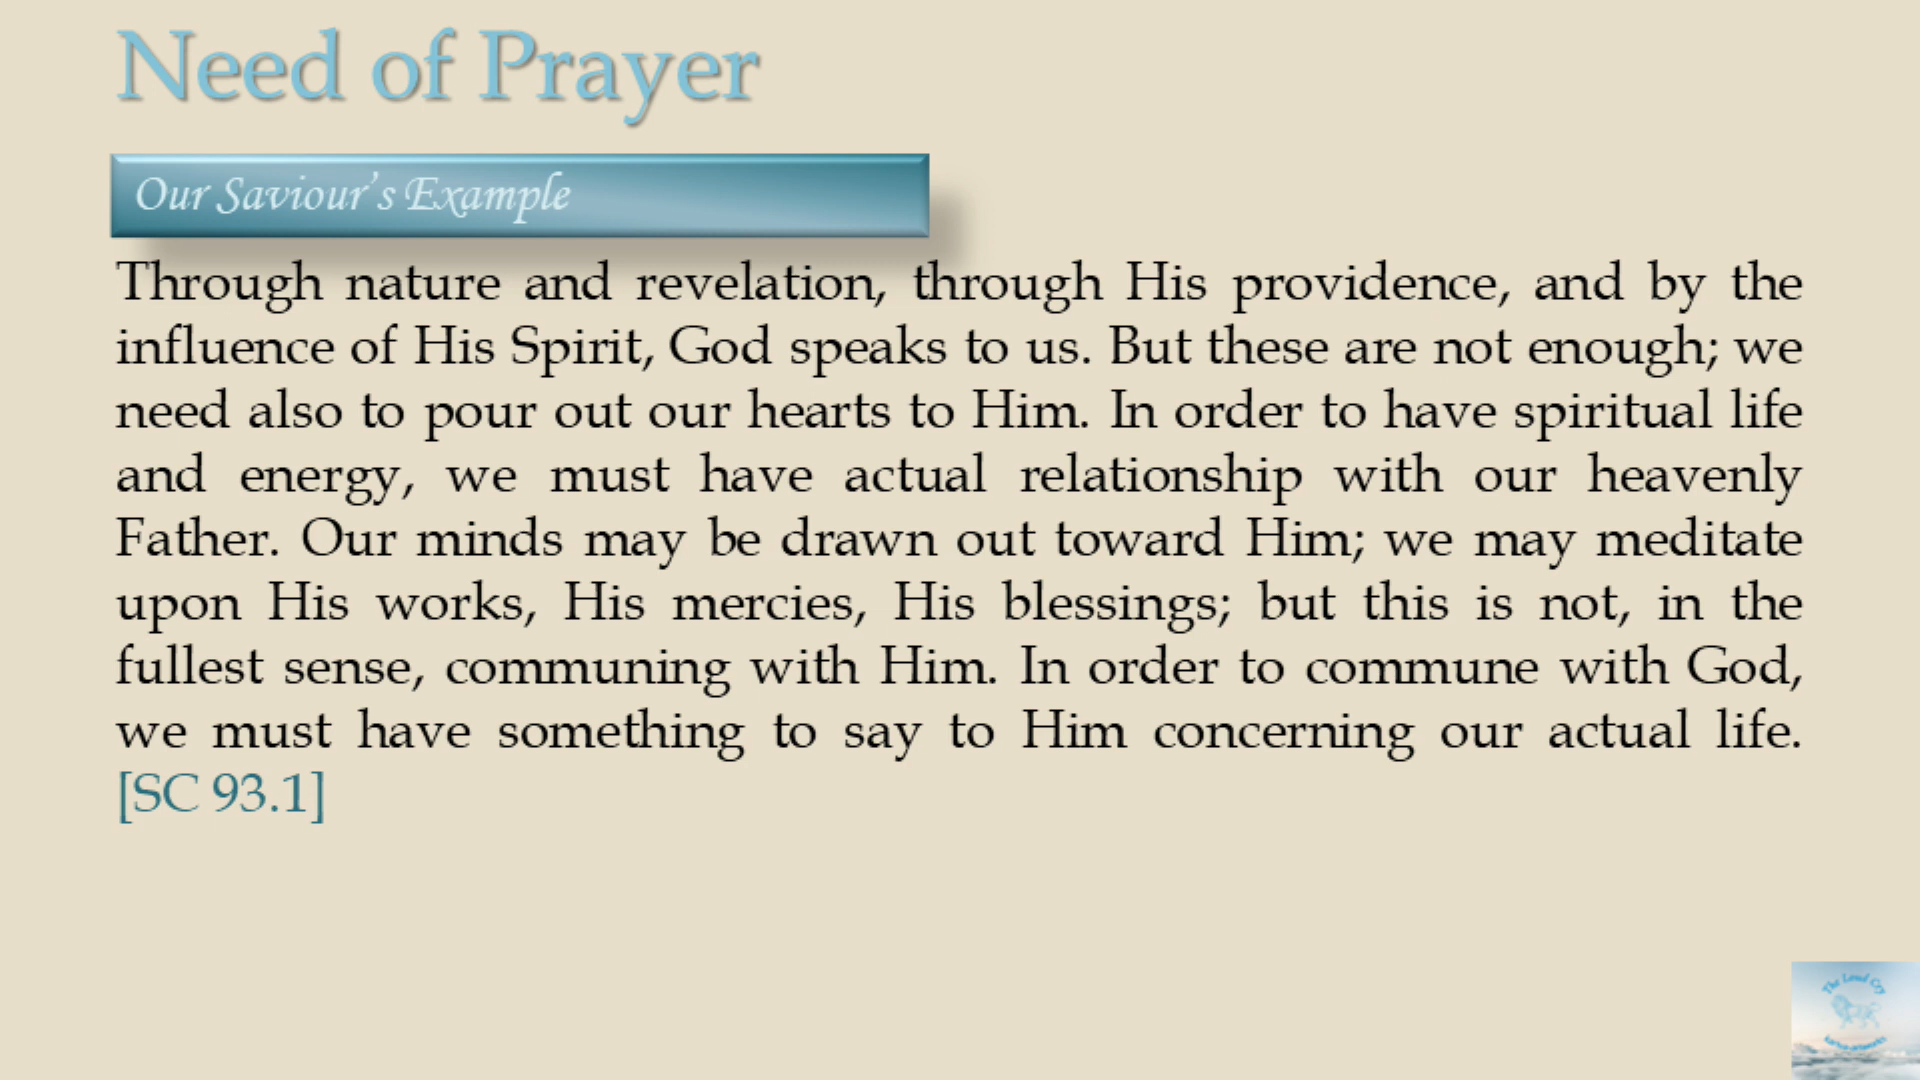 Need of Prayer
Our Saviour's Example
Through nature and revelation, through His providence, and by the
influence of His Spirit, God speaks to us. But these are not enough; we
need also to pour out our hearts to Him. In order to have spiritual life
and energy, we must have actual relationship with our heavenly
Father. Our minds may be drawn out toward Him; we may meditate
upon His works, His mercies, His blessings; but this is not, in the
fullest sense, communing with Him. In order to commune with God,
we must have something to say to Him concerning our actual life.
[SC 93.1]
The Loud Cry